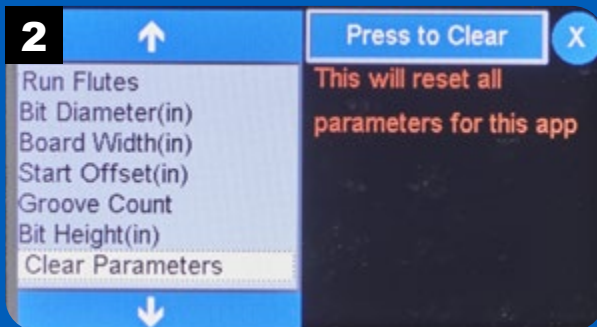 2
Run Flutes
Bit Diameter(in)
Board Width(in)
Start Offset(in)
Groove Count
Bit Height(in)
Clear Parameters
Press to Clear
X
This will reset all
parameters for this app